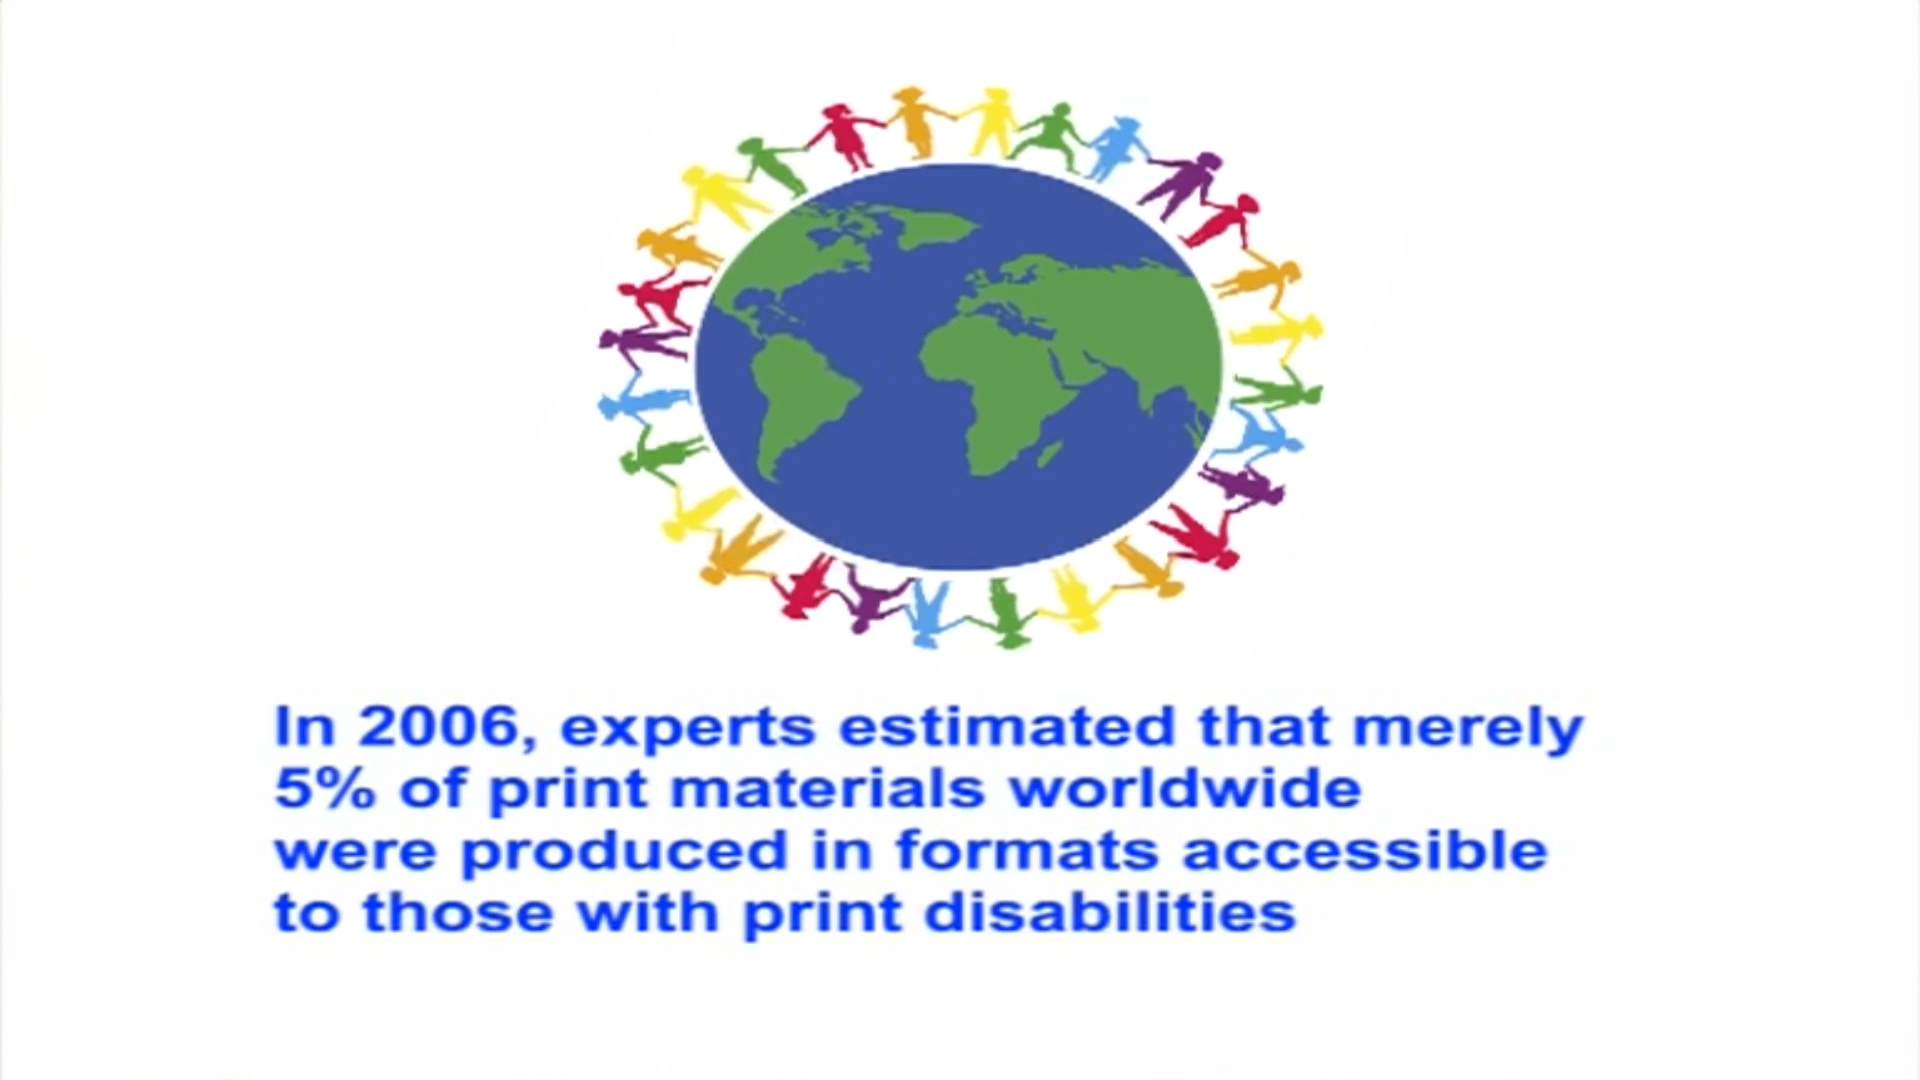 In 2006, experts estimated that merely
5% of print materials worldwide
were produced in formats accessible
to those with print disabilities